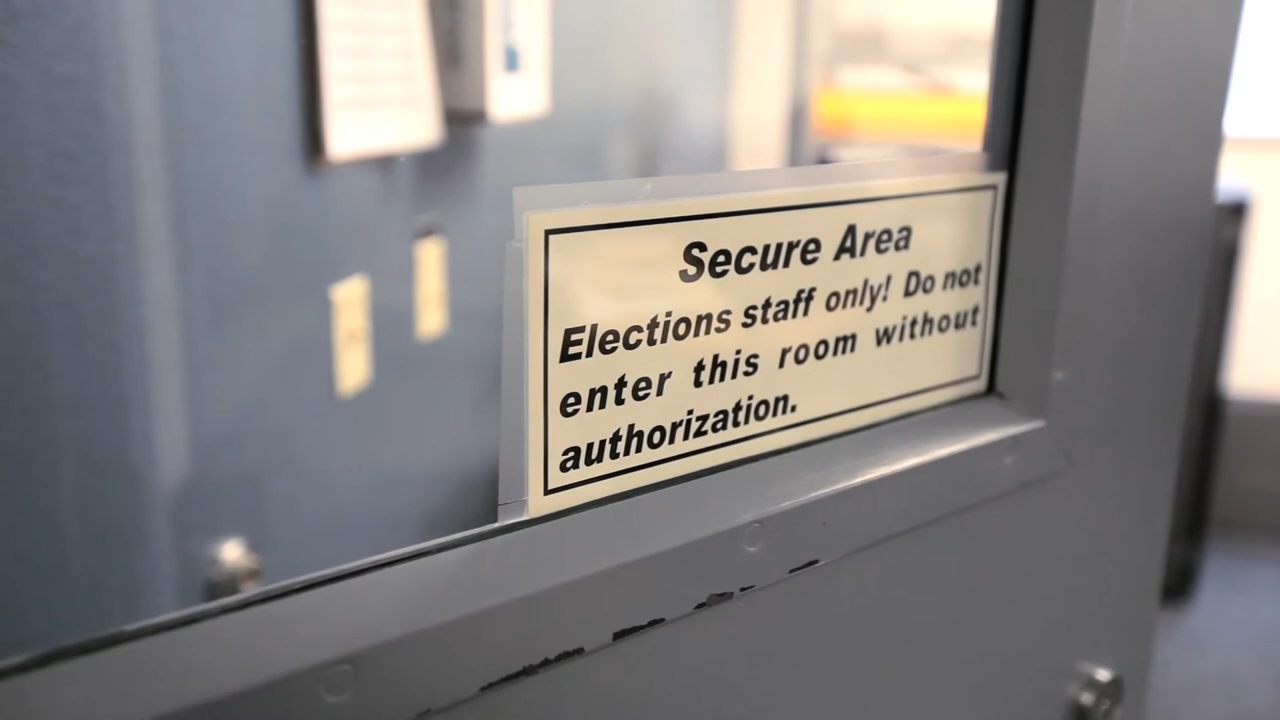 Secure Area
Elections staff only! Do not
enter this room without
authorization.